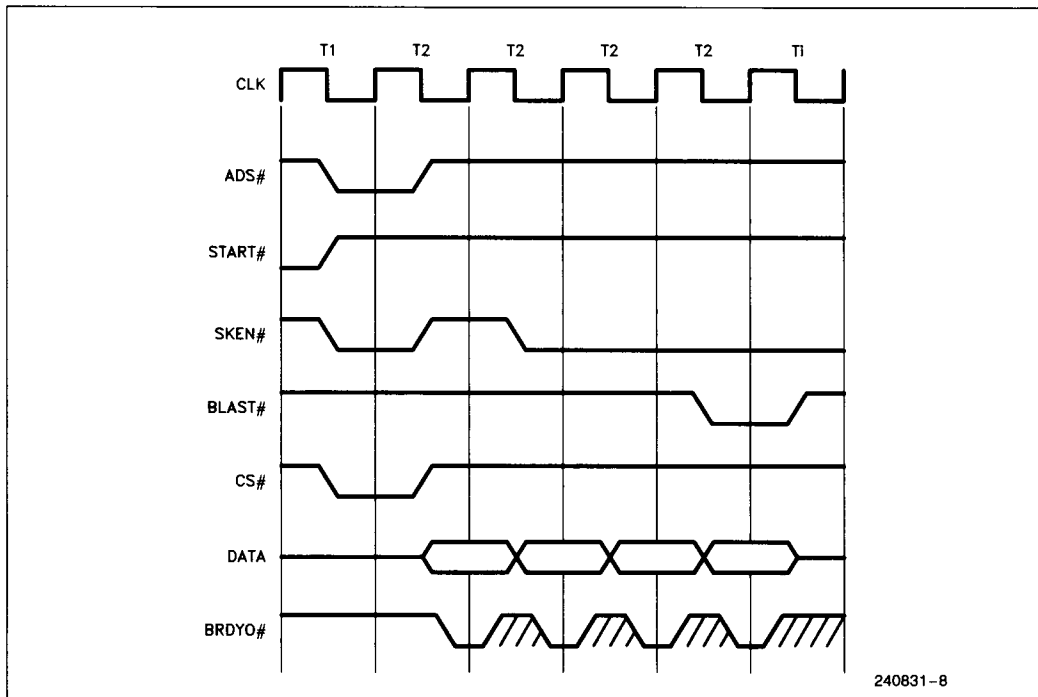 T1 T2 T2 T2 T2 Ti
CLK
ADS#
START#
SKEN#
BLAST#
CS#
DATA
BRDYO#
240831-8